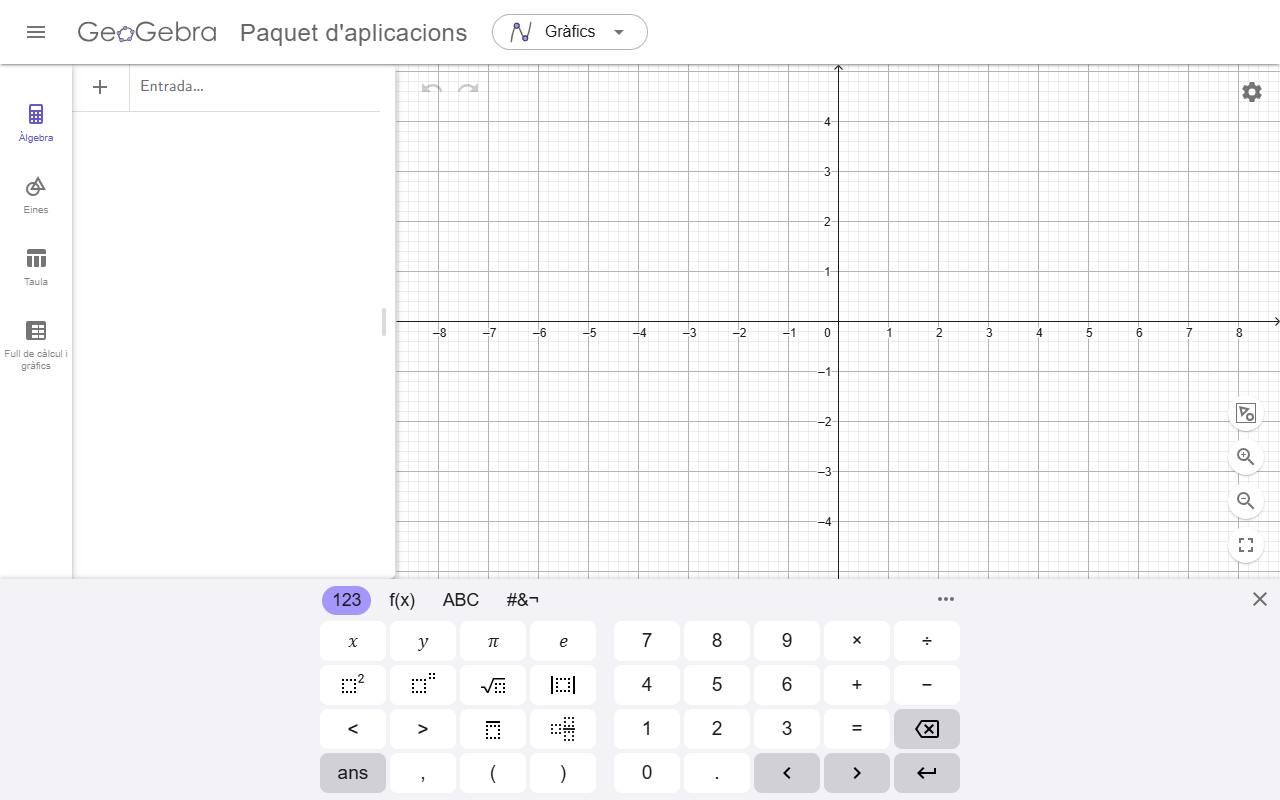 GeoGebra Paquet d'aplicacions Gràfics
Entrada…
Àlgebra
Eines
Taula
Full de càlcul i
gràfics
4
3
2
1
–8 –7 –6 –5 –4 –3 –2 –1 0 1 2 3 4 5 6 7 8
–1
–2
–3
–4
123 f(x) ABC #&¬
x y π e 7 8 9 × ÷
2 4 5 6 + −
< > 1 2 3 =
ans , ( ) 0 .